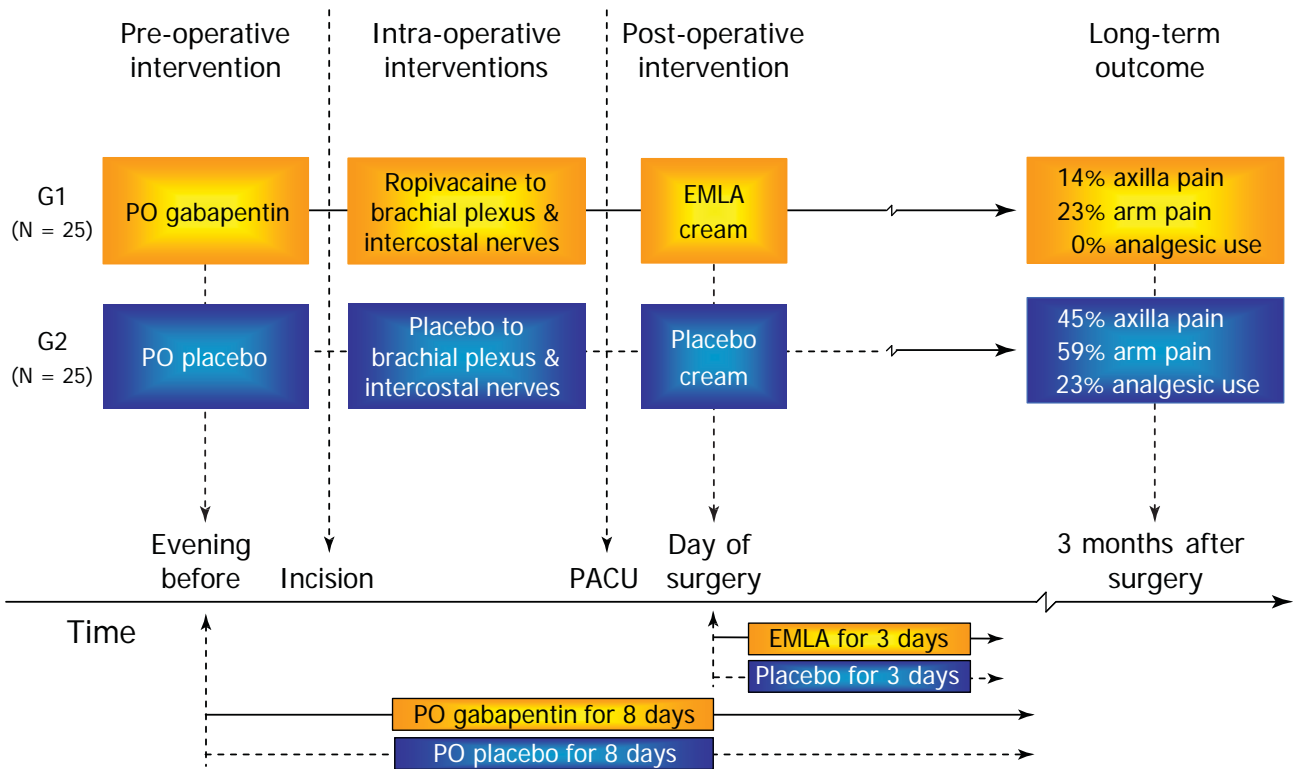 Pre-operative
intervention
Intra-operative
interventions
Post-operative
intervention
Long-term
outcome
G1
(N = 25)
PO gabapentin
Ropivacaine to
brachial plexus &
intercostal nerves
EMLA
cream
14% axilla pain
23% arm pain
0% analgesic use
G2
(N = 25)
PO placebo
Placebo to
brachial plexus &
intercostal nerves
Placebo
cream
45% axilla pain
59% arm pain
23% analgesic use
Evening
before
Incision
PACU
Day of
surgery
3 months after
surgery
Time
EMLA for 3 days
Placebo for 3 days
PO gabapentin for 8 days
PO placebo for 8 days